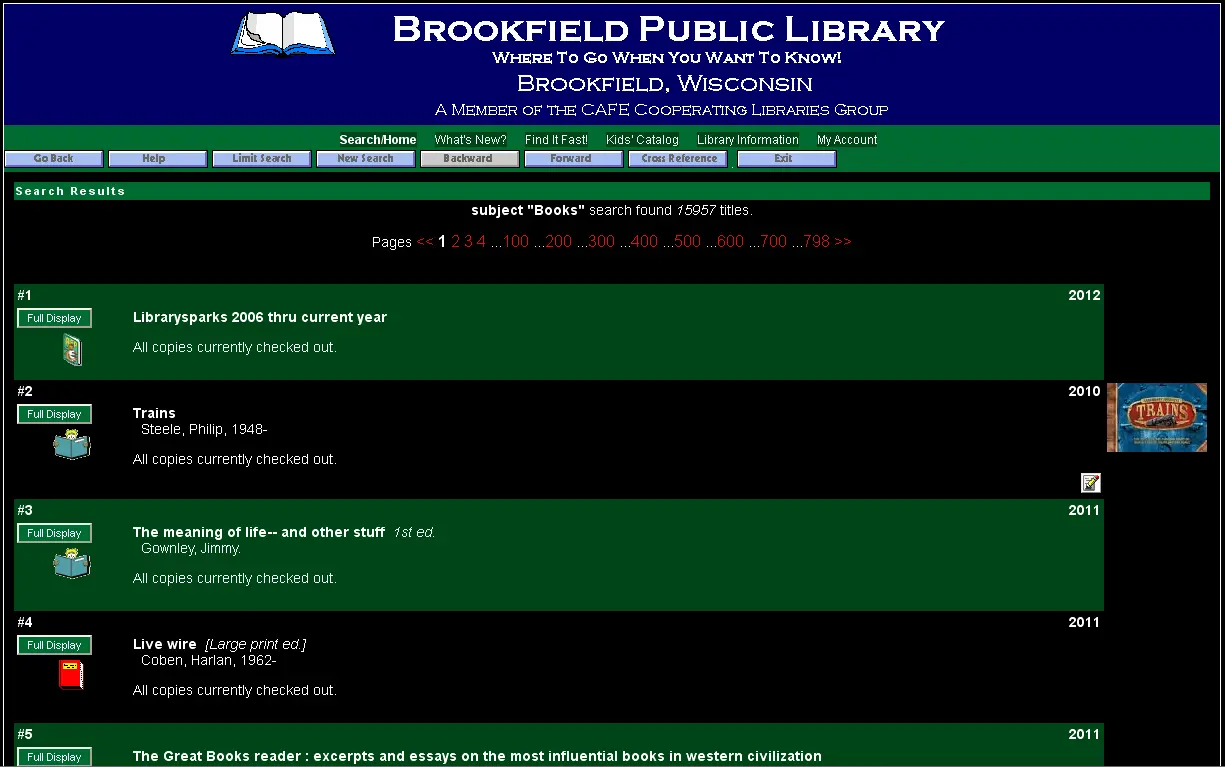 Brookfield Public Library
Where To Go When You Want To Know!
Brookfield, Wisconsin
A Member of the CAFE Cooperating Libraries Group
Search/Home What's New? Find It Fast! Kids' Catalog Library Information My Account
Go Back Help Limit Search New Search Backward Forward Cross Reference . Exit
Search Results
subject "Books" search found 15957 titles.
Pages << 1 2 3 4 ...100 ...200 ...300 ...400 ...500 ...600 ...700 ...798 >>
#1 2012
Full Display Librarysparks 2006 thru current year
All copies currently checked out.
#2 2010
Full Display Trains
Steele, Philip, 1948-
All copies currently checked out.
TRAINS
#3 2011
Full Display The meaning of life-- and other stuff 1st ed.
Gownley, Jimmy.
All copies currently checked out.
#4 2011
Full Display Live wire [Large print ed.]
Coben, Harlan, 1962-
All copies currently checked out.
#5 2011
Full Display The Great Books reader : excerpts and essays on the most influential books in western civilization